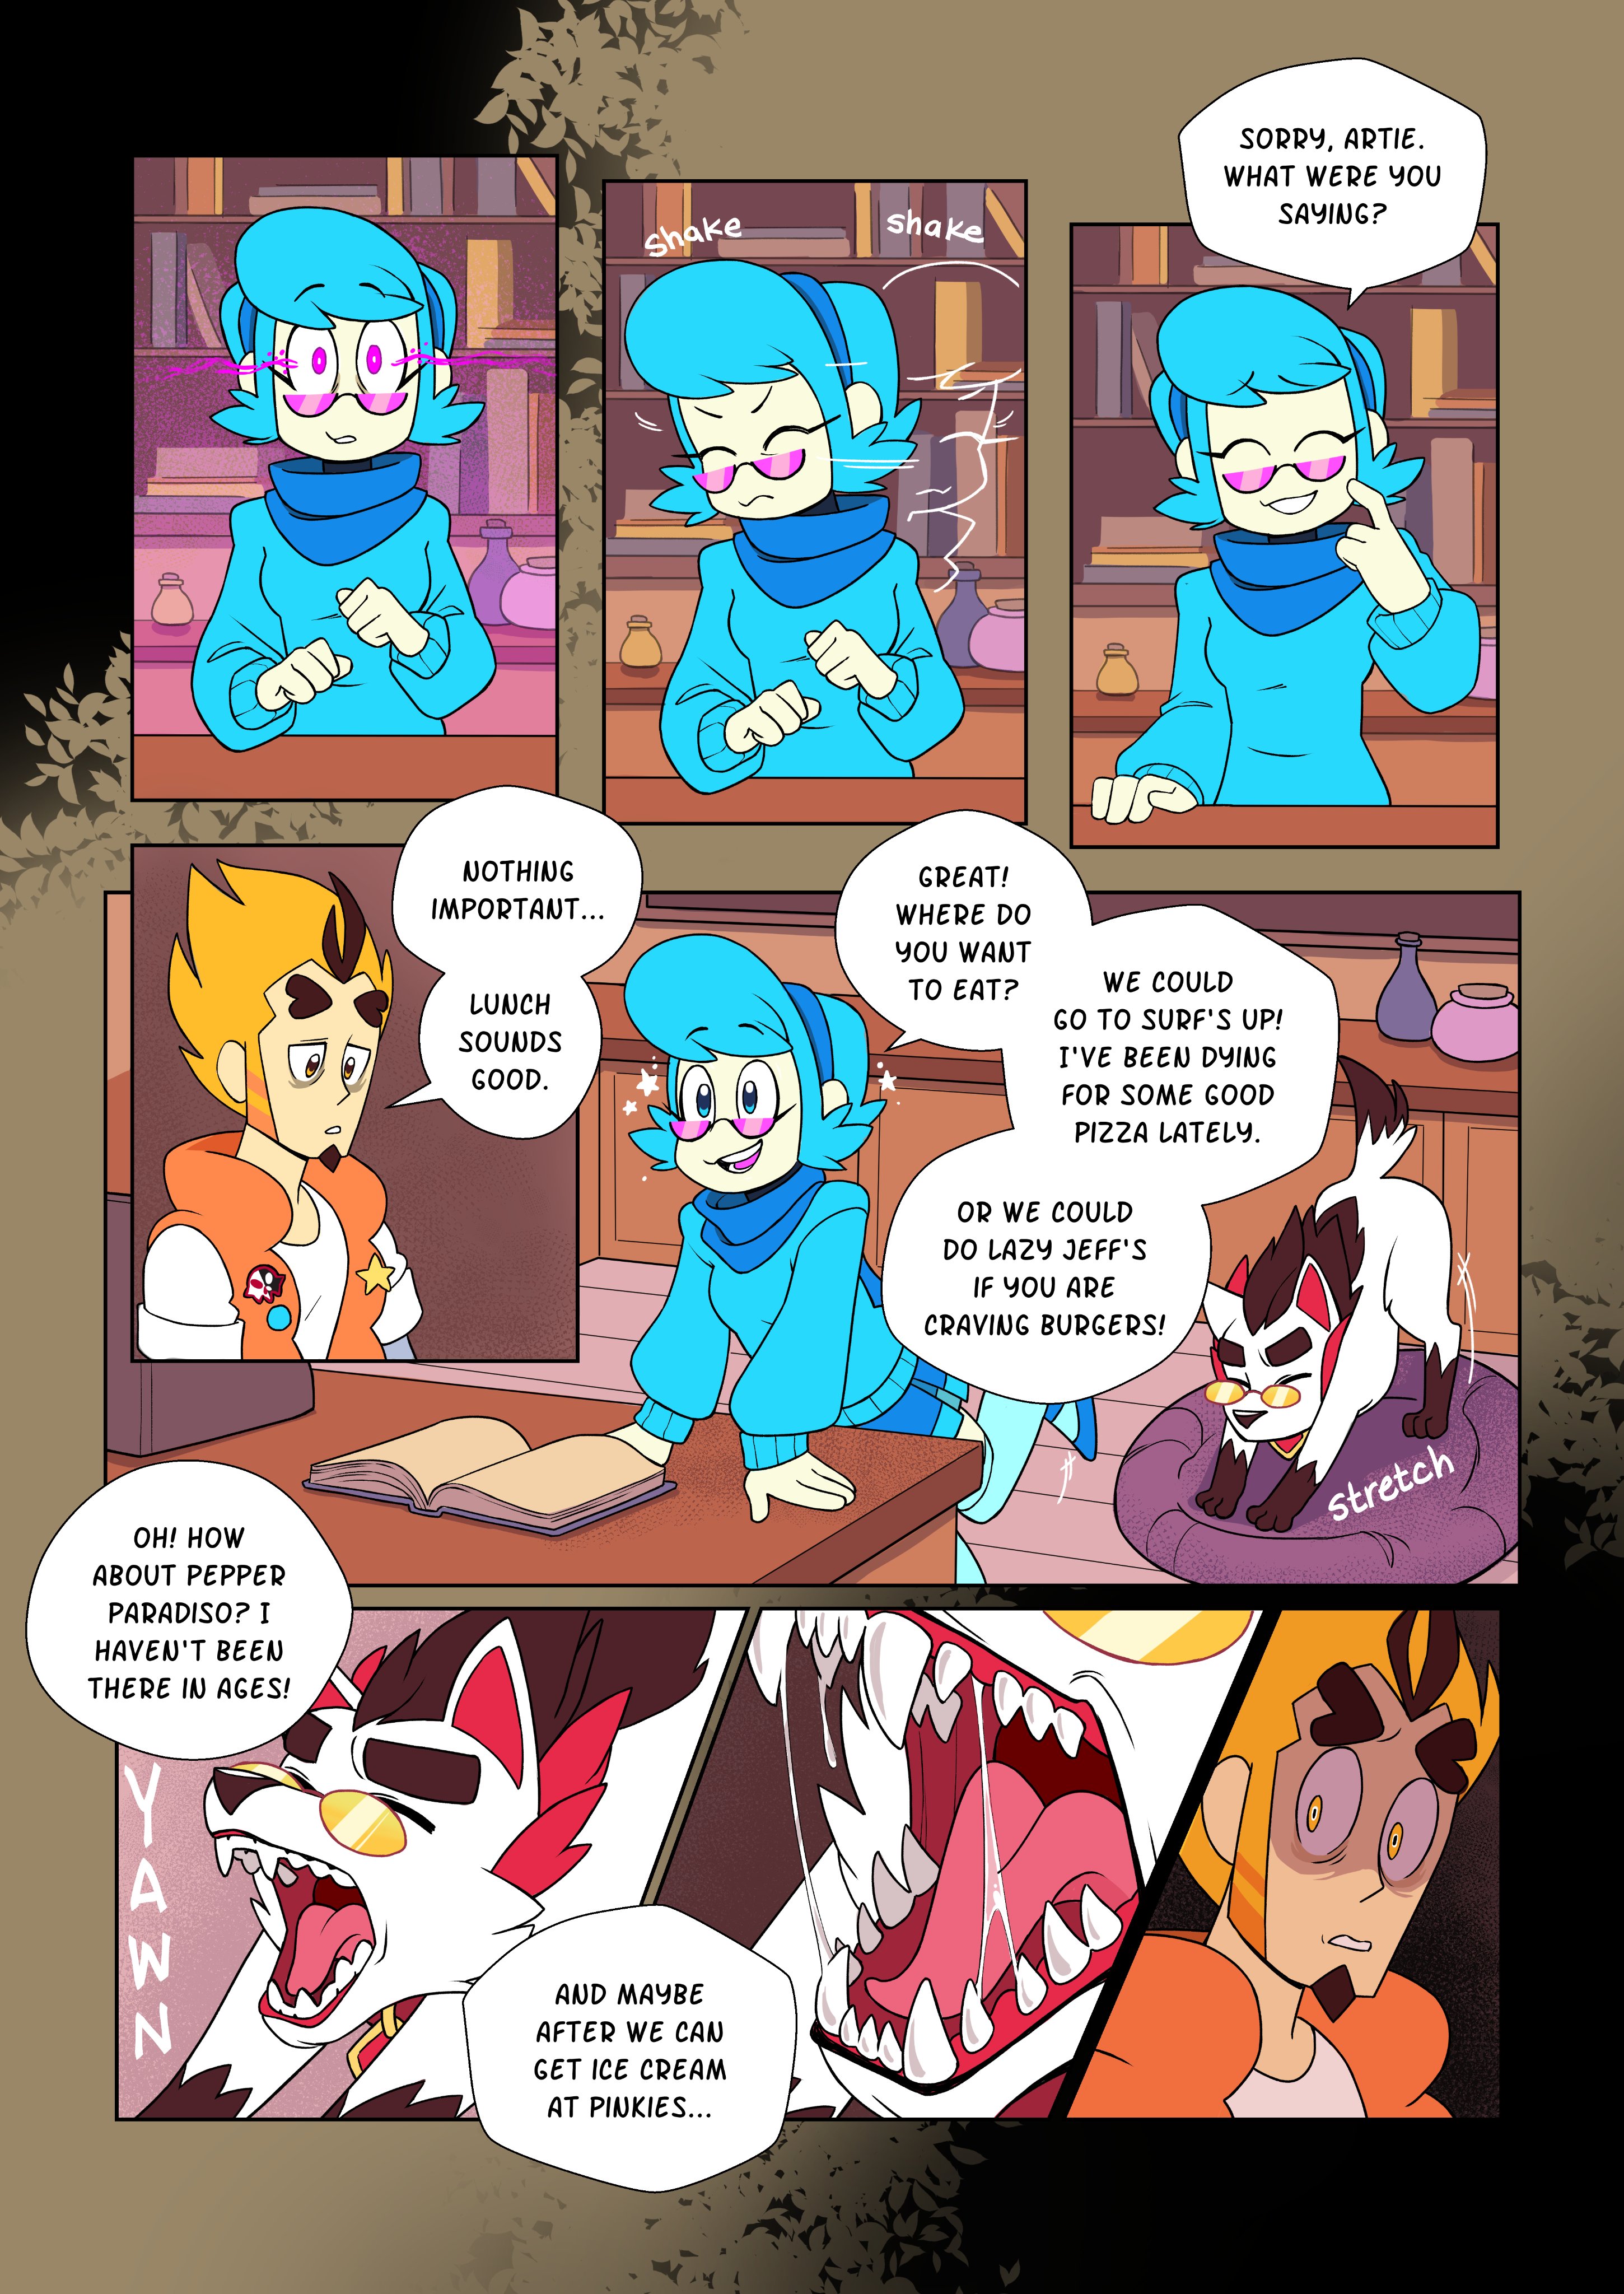 shake
shake
SORRY, ARTIE.
WHAT WERE YOU
SAYING?
NOTHING
IMPORTANT...
LUNCH
SOUNDS
GOOD.
GREAT!
WHERE DO
YOU WANT
TO EAT?
WE COULD
GO TO SURF'S UP!
I'VE BEEN DYING
FOR SOME GOOD
PIZZA LATELY.
OR WE COULD
DO LAZY JEFF'S
IF YOU ARE
CRAVING BURGERS!
stretch
OH! HOW
ABOUT PEPPER
PARADISO? I
HAVEN'T BEEN
THERE IN AGES!
YAWN
AND MAYBE
AFTER WE CAN
GET ICE CREAM
AT PINKIES...